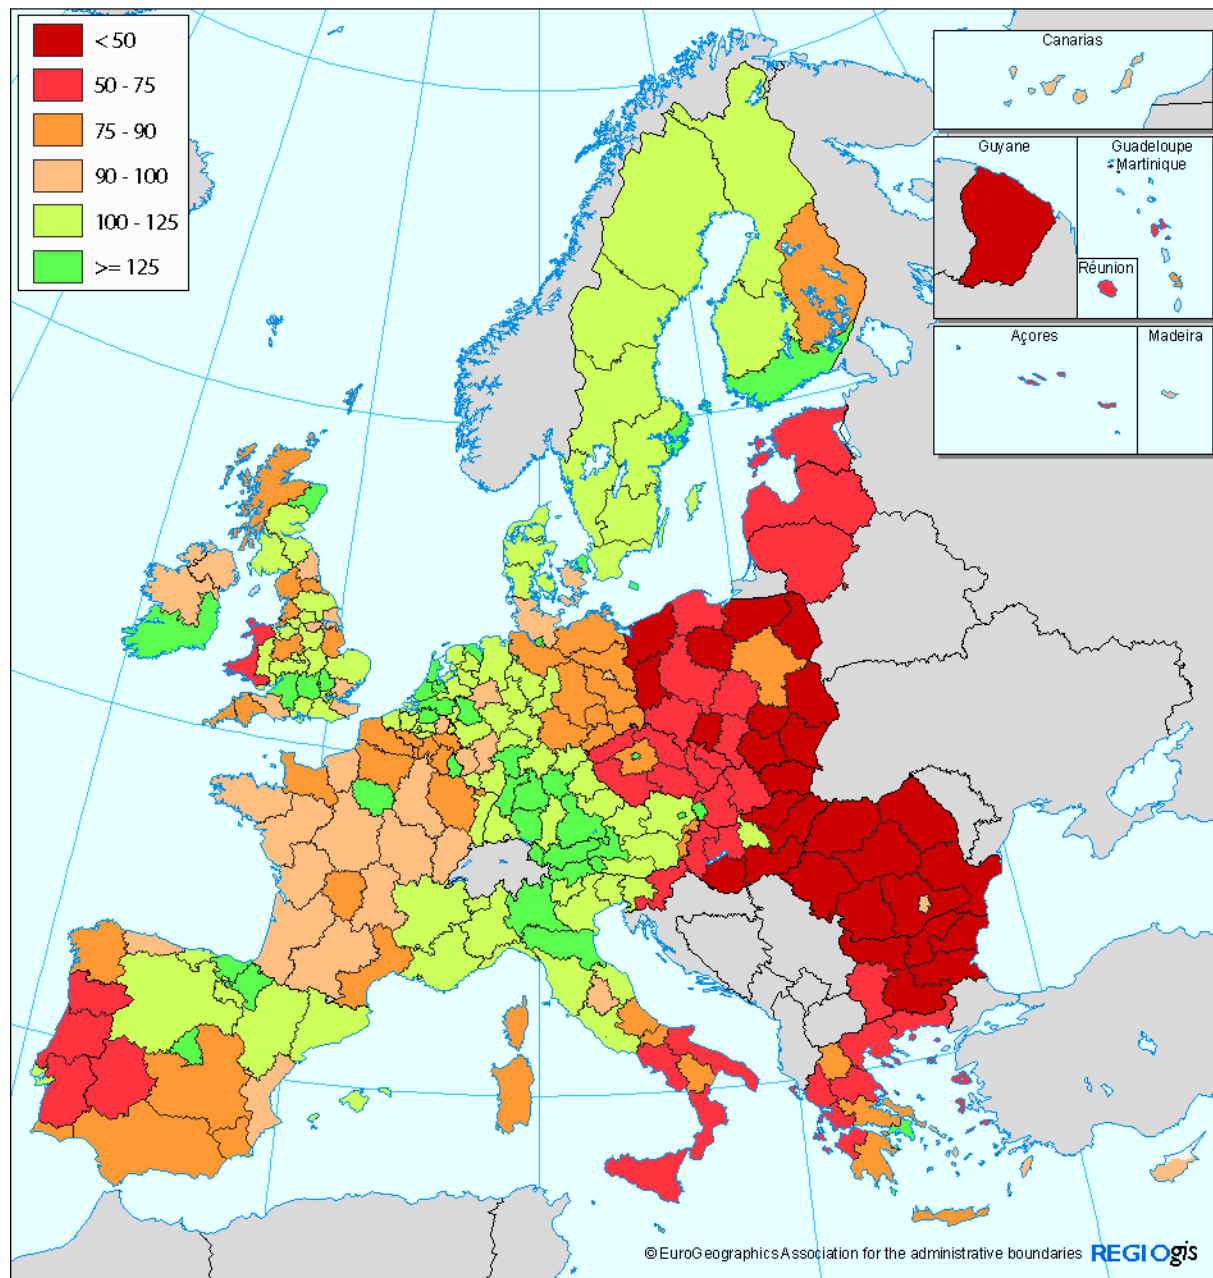 < 50
50 - 75
75 - 90
90 - 100
100 - 125
>= 125
Canarias
Guyane
Guadeloupe
Martinique
Réunion
Açores
Madeira
© EuroGeographics Association for the administrative boundaries
REGIOgis